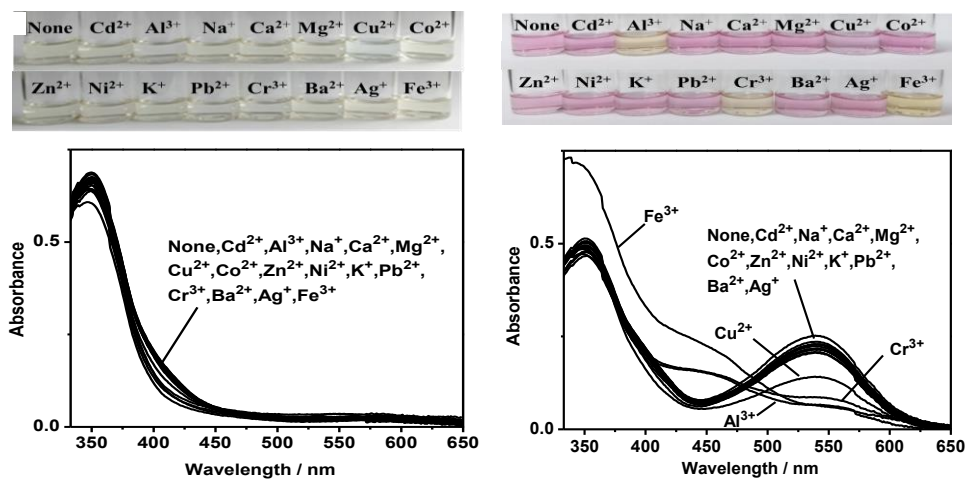 None Cd²⁺ Al³⁺ Na⁺ Ca²⁺ Mg²⁺ Cu²⁺ Co²⁺
Zn²⁺ Ni²⁺ K⁺ Pb²⁺ Cr³⁺ Ba²⁺ Ag⁺ Fe³⁺
0.5
0.0
Absorbance
None,Cd²⁺,Al³⁺,Na⁺,Ca²⁺,Mg²⁺,
Cu²⁺,Co²⁺,Zn²⁺,Ni²⁺,K⁺,Pb²⁺,
Cr³⁺,Ba²⁺,Ag⁺,Fe³⁺
350 400 450 500 550 600 650
Wavelength / nm
None Cd²⁺ Al³⁺ Na⁺ Ca²⁺ Mg²⁺ Cu²⁺ Co²⁺
Zn²⁺ Ni²⁺ K⁺ Pb²⁺ Cr³⁺ Ba²⁺ Ag⁺ Fe³⁺
0.5
0.0
Absorbance
Fe³⁺
None,Cd²⁺,Na⁺,Ca²⁺,Mg²⁺,
Co²⁺,Zn²⁺,Ni²⁺,K⁺,Pb²⁺,
Ba²⁺,Ag⁺
Cu²⁺
Cr³⁺
Al³⁺
350 400 450 500 550 600 650
Wavelength / nm